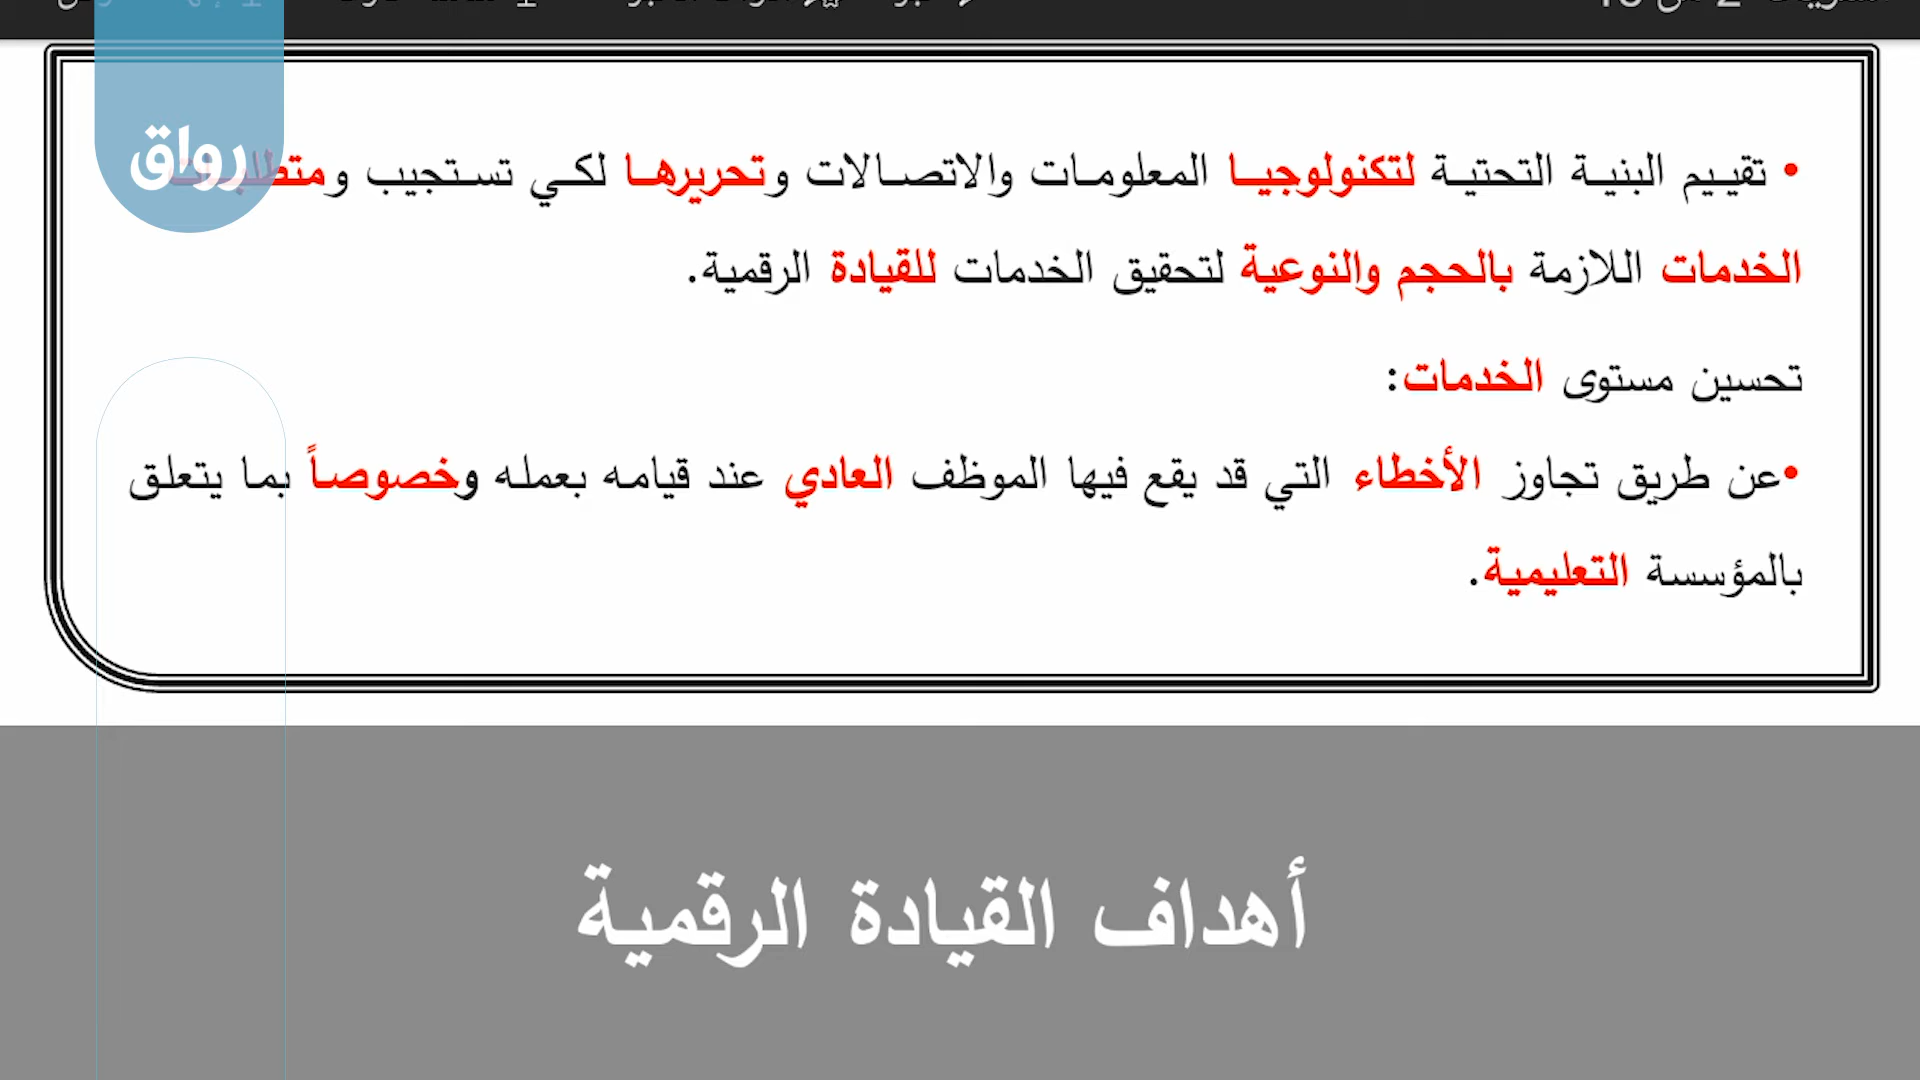 رواق
• تقييم البنية التحتية لتكنولوجيا المعلومات والاتصالات وتحريرها لكي تستجيب ومتطلبات
الخدمات اللازمة بالحجم والنوعية لتحقيق الخدمات للقيادة الرقمية.
تحسين مستوى الخدمات:
•عن طريق تجاوز الأخطاء التي قد يقع فيها الموظف العادي عند قيامه بعمله وخصوصاً بما يتعلق
بالمؤسسة التعليمية.
أهداف القيادة الرقمية